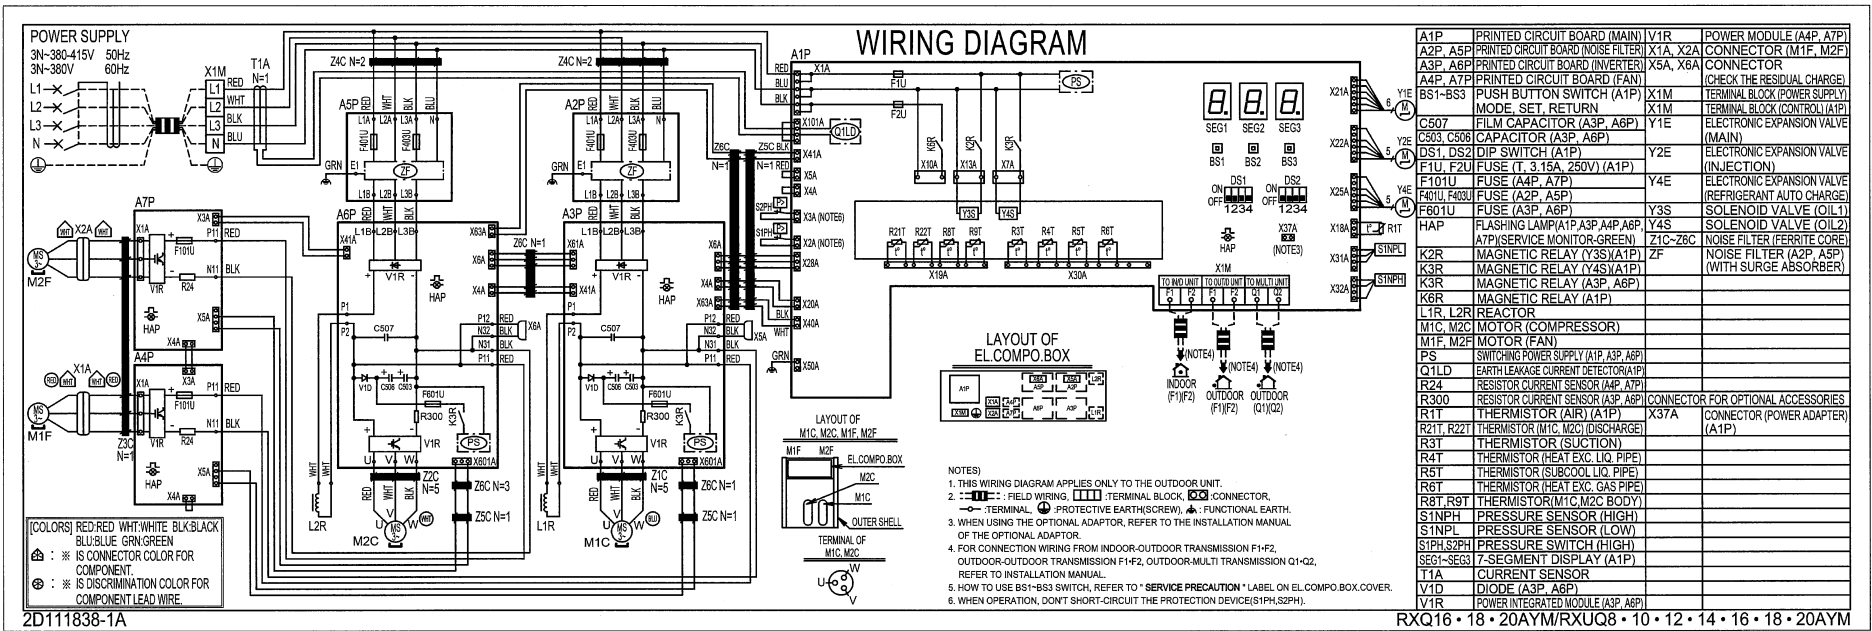 WIRING DIAGRAM
POWER SUPPLY
3N~380-415V 50Hz
3N~380V 60Hz
L1
L2
L3
N
X1M
L1
L2
L3
N
RED
WHT
BLK
BLU
T1A
N=1
Z4C N=2
Z4C N=2
A5P
RED WHT BLK BLU
L1A L2A L3A N
F401U F403U
GRN E1
ZF
L1B L2B L3B
RED WHT BLK
A2P
RED WHT BLK BLU
L1A L2A L3A N
F401U F403U
GRN E1
ZF
L1B L2B L3B
RED WHT BLK
A7P
X3A
X2A WHT WHT
X1A
P11 RED
F101U
MS 3~
M2F
V1R
N11 BLK
R24
HAP
X5A
X4A
A4P
X3A
X1A
RED WHT WHT RED
X1A
P11 RED
F101U
MS 3~
M1F
V1R
N11 BLK
R24
Z3C
N=1
HAP
X5A
X4A
A6P
L1B L2B L3B
X41A
X63A
X6A
X4A
V1R
HAP
P1
P2
C507
P12 RED
N32 BLK
X6A
N31 BLK
P11 RED
V1D C506 C503
F601U
R300
K3R
PS
V1R
U V W
X601A
RED WHT BLK
Z2C
N=5
Z6C N=3
Z5C N=1
WHT WHT
L2R
U V W
MS 3~
M2C
WHT
Z6C N=1
A3P
L1B L2B L3B
X61A
X41A
X6A
X4A
X63A
V1R
HAP
P1
P2
C507
P12 RED
N32 BLK
X5A
N31 BLK
P11 RED
V1D C506 C503
F601U
R300
K3R
PS
V1R
U V W
X601A
RED WHT BLK
Z1C
N=5
Z6C N=1
Z5C N=1
WHT WHT
L1R
U V W
MS 3~
M1C
BLU
Z6C
N=1
Z5C BLK
N=1 RED
A1P
RED
BLU
BLK
X1A
F1U
F2U
PS
X101A
Q1LD
X41A
X5A
X4A
S2PH
X3A (NOTE6)
S1PH
X2A (NOTE6)
X28A
X20A
BLK
WHT
X40A
GRN
X50A
K6R K2R K3R
X10A X13A X7A
Y3S Y4S
R21T R22T R8T R9T R3T R4T R5T R6T
X19A X30A
SEG1 SEG2 SEG3
BS1 BS2 BS3
DS1 DS2
ON
OFF
1234
ON
OFF
1234
HAP
X37A
(NOTE3)
X21A
6
Y1E
M
X22A
5
Y2E
M
X25A
5
Y4E
M
X18A
R1T
X31A
S1NPL
X32A
S1NPH
X1M
TO IN/D UNIT TO OUT/D UNIT TO MULTI UNIT
F1 F2 F1 F2 Q1 Q2
(NOTE4)
(NOTE4) (NOTE4)
INDOOR
(F1)(F2)
OUTDOOR
(F1)(F2)
OUTDOOR
(Q1)(Q2)
LAYOUT OF
EL.COMPO.BOX
A1P
X6A
A5P
X5A
A2P
L2R
X1A A4P
X1M X2A A7P
A6P A3P
L1R
LAYOUT OF
M1C, M2C, M1F, M2F
M1F M2F
EL.COMPO.BOX
M2C
M1C
OUTER SHELL
TERMINAL OF
M1C, M2C
U W V
NOTES)
1. THIS WIRING DIAGRAM APPLIES ONLY TO THE OUTDOOR UNIT.
2. : FIELD WIRING, : TERMINAL BLOCK, : CONNECTOR,
:TERMINAL, :PROTECTIVE EARTH(SCREW), : FUNCTIONAL EARTH.
3. WHEN USING THE OPTIONAL ADAPTOR, REFER TO THE INSTALLATION MANUAL
OF THE OPTIONAL ADAPTOR.
4. FOR CONNECTION WIRING FROM INDOOR-OUTDOOR TRANSMISSION F1•F2,
OUTDOOR-OUTDOOR TRANSMISSION F1•F2, OUTDOOR-MULTI TRANSMISSION Q1•Q2,
REFER TO INSTALLATION MANUAL.
5. HOW TO USE BS1~BS3 SWITCH, REFER TO " SERVICE PRECAUTION " LABEL ON EL.COMPO.BOX.COVER.
6. WHEN OPERATION, DON'T SHORT-CIRCUIT THE PROTECTION DEVICE(S1PH,S2PH).
[COLORS] RED:RED WHT:WHITE BLK:BLACK
BLU:BLUE GRN:GREEN
: ※ IS CONNECTOR COLOR FOR
COMPONENT.
: ※ IS DISCRIMINATION COLOR FOR
COMPONENT LEAD WIRE.
A1P PRINTED CIRCUIT BOARD (MAIN) V1R POWER MODULE (A4P, A7P)
A2P, A5P PRINTED CIRCUIT BOARD (NOISE FILTER) X1A, X2A CONNECTOR (M1F, M2F)
A3P, A6P PRINTED CIRCUIT BOARD (INVERTER) X5A, X6A CONNECTOR
A4P, A7P PRINTED CIRCUIT BOARD (FAN) (CHECK THE RESIDUAL CHARGE)
BS1~BS3 PUSH BUTTON SWITCH (A1P) X1M TERMINAL BLOCK (POWER SUPPLY)
MODE, SET, RETURN X1M TERMINAL BLOCK (CONTROL) (A1P)
C507 FILM CAPACITOR (A3P, A6P) Y1E ELECTRONIC EXPANSION VALVE
C503, C506 CAPACITOR (A3P, A6P) (MAIN)
DS1, DS2 DIP SWITCH (A1P) Y2E ELECTRONIC EXPANSION VALVE
F1U, F2U FUSE (T, 3.15A, 250V) (A1P) (INJECTION)
F101U FUSE (A4P, A7P) Y4E ELECTRONIC EXPANSION VALVE
F401U, F403U FUSE (A2P, A5P) (REFRIGERANT AUTO CHARGE)
F601U FUSE (A3P, A6P) Y3S SOLENOID VALVE (OIL1)
HAP FLASHING LAMP(A1P,A3P,A4P,A6P, Y4S SOLENOID VALVE (OIL2)
A7P)(SERVICE MONITOR-GREEN) Z1C~Z6C NOISE FILTER (FERRITE CORE)
K2R MAGNETIC RELAY (Y3S)(A1P) ZF NOISE FILTER (A2P, A5P)
K3R MAGNETIC RELAY (Y4S)(A1P) (WITH SURGE ABSORBER)
K3R MAGNETIC RELAY (A3P, A6P)
K6R MAGNETIC RELAY (A1P)
L1R, L2R REACTOR
M1C, M2C MOTOR (COMPRESSOR)
M1F, M2F MOTOR (FAN)
PS SWITCHING POWER SUPPLY (A1P, A3P, A6P)
Q1LD EARTH LEAKAGE CURRENT DETECTOR(A1P)
R24 RESISTOR CURRENT SENSOR (A4P, A7P)
R300 RESISTOR CURRENT SENSOR (A3P, A6P) CONNECTOR FOR OPTIONAL ACCESSORIES
R1T THERMISTOR (AIR) (A1P) X37A CONNECTOR (POWER ADAPTER)
R21T, R22T THERMISTOR (M1C, M2C) (DISCHARGE) (A1P)
R3T THERMISTOR (SUCTION)
R4T THERMISTOR (HEAT EXC. LIQ. PIPE)
R5T THERMISTOR (SUBCOOL LIQ. PIPE)
R6T THERMISTOR (HEAT EXC. GAS PIPE)
R8T,R9T THERMISTOR(M1C,M2C BODY)
S1NPH PRESSURE SENSOR (HIGH)
S1NPL PRESSURE SENSOR (LOW)
S1PH,S2PH PRESSURE SWITCH (HIGH)
SEG1~SEG3 7-SEGMENT DISPLAY (A1P)
T1A CURRENT SENSOR
V1D DIODE (A3P, A6P)
V1R POWER INTEGRATED MODULE (A3P, A6P)
2D111838-1A
RXQ16・18・20AYM/RXUQ8・10・12・14・16・18・20AYM